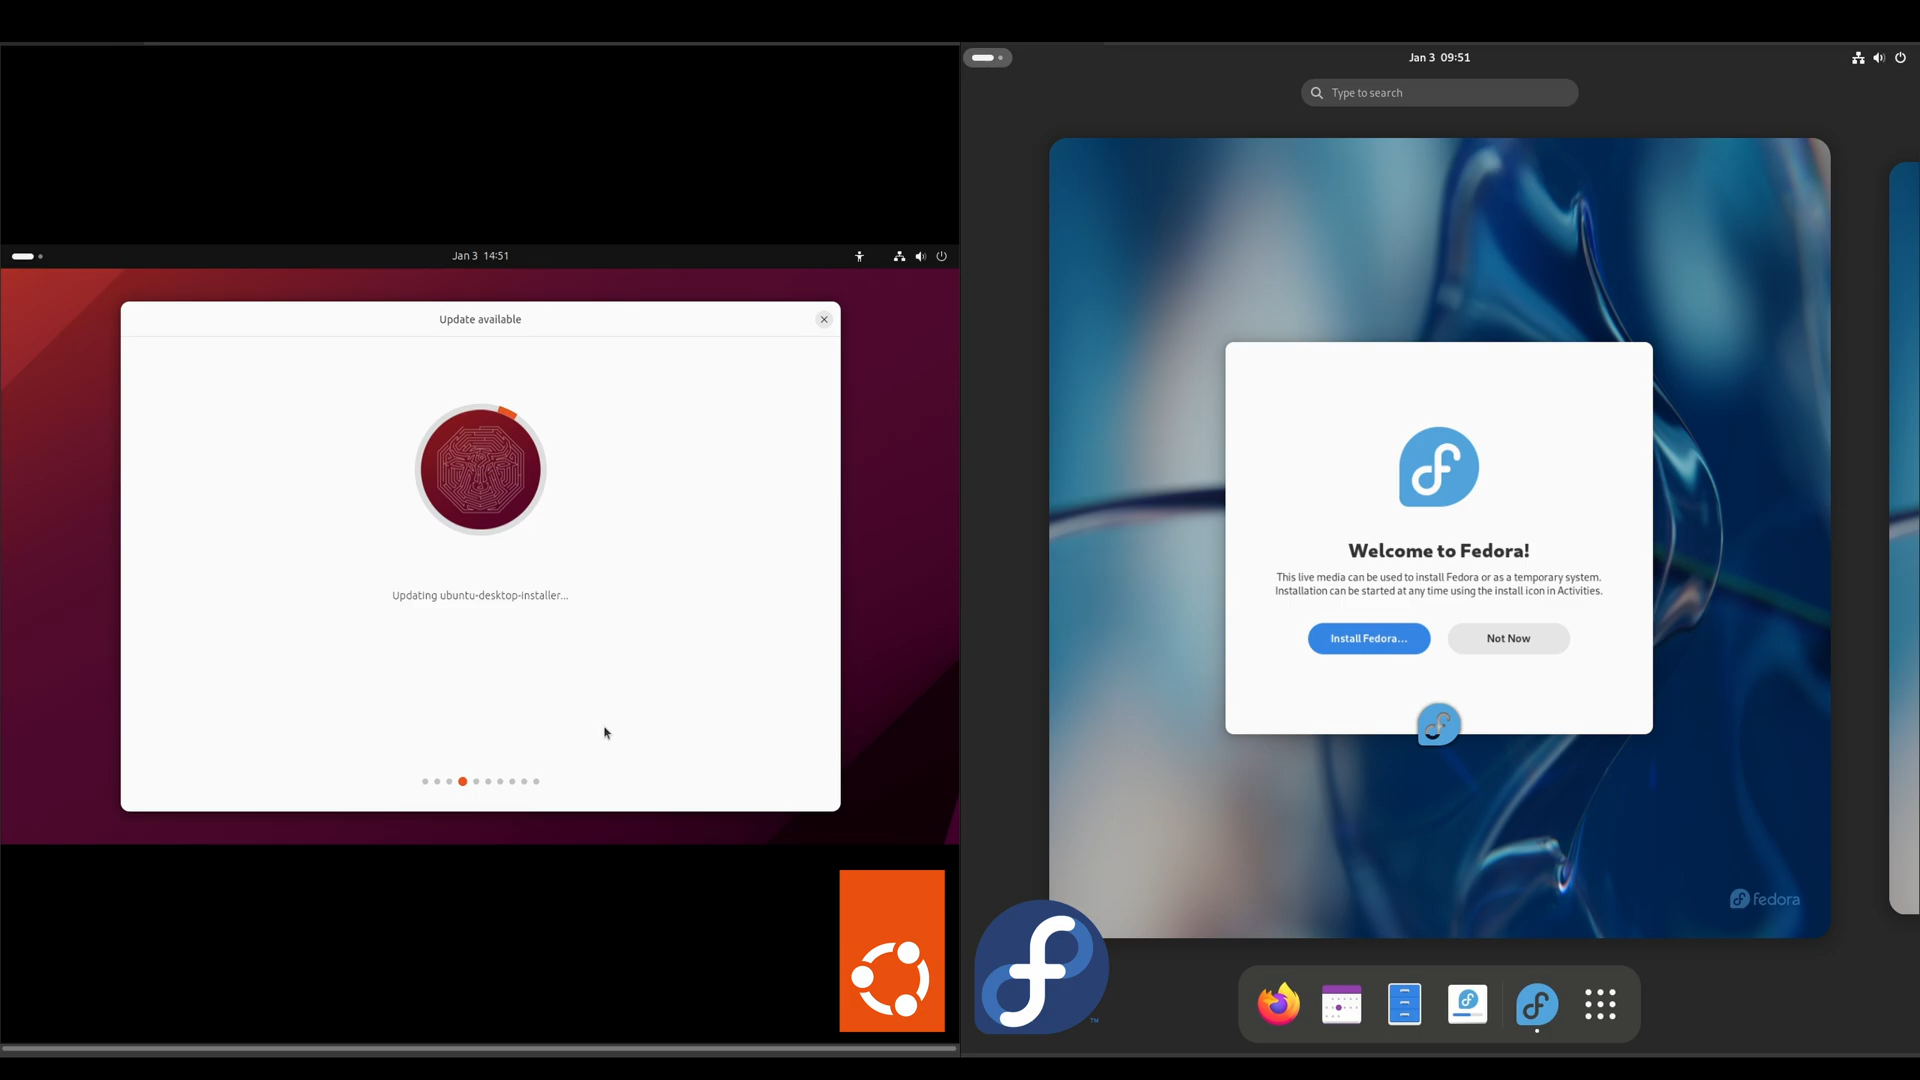 Jan 3 14:51
Update available
Updating ubuntu-desktop-installer...
Jan 3 09:51
Type to search
Welcome to Fedora!
This live media can be used to install Fedora or as a temporary system.
Installation can be started at any time using the install icon in Activities.
Install Fedora...
Not Now
fedora
TM